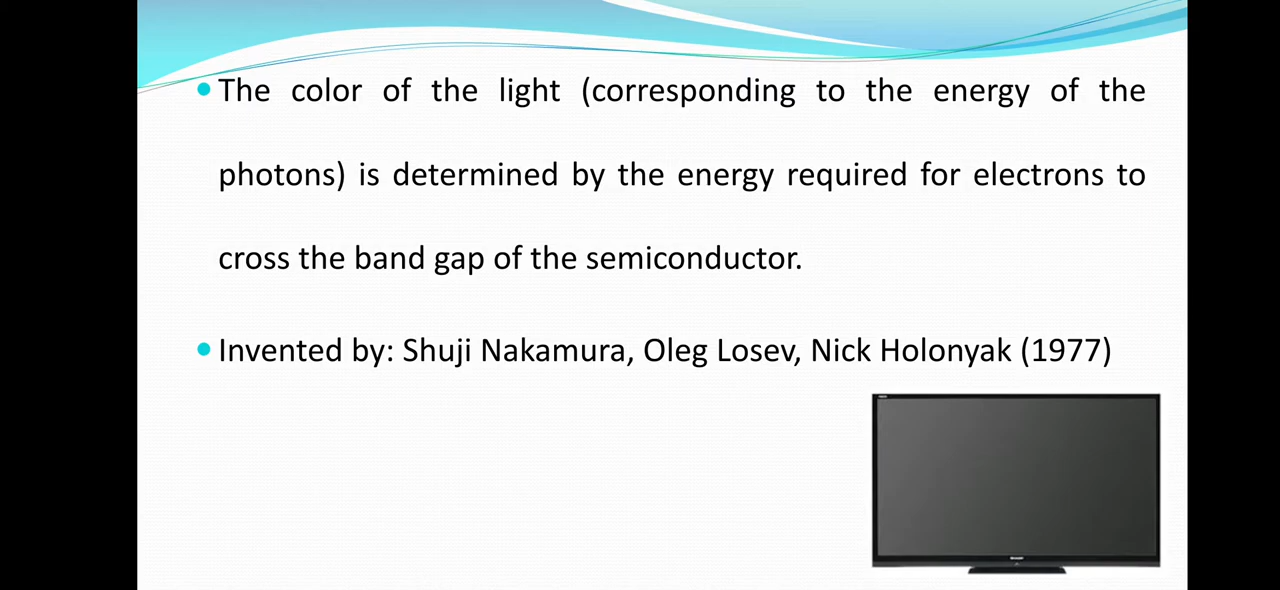 The color of the light (corresponding to the energy of the
photons) is determined by the energy required for electrons to
cross the band gap of the semiconductor.
Invented by: Shuji Nakamura, Oleg Losev, Nick Holonyak (1977)